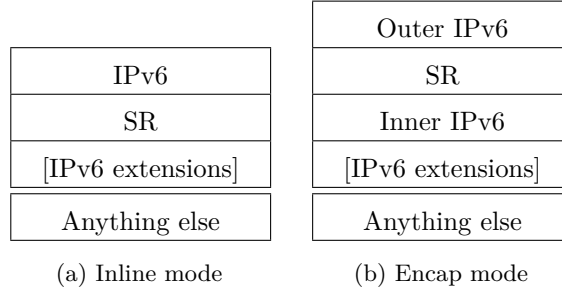 IPv6
SR
[IPv6 extensions]
Anything else
(a) Inline mode
Outer IPv6
SR
Inner IPv6
[IPv6 extensions]
Anything else
(b) Encap mode